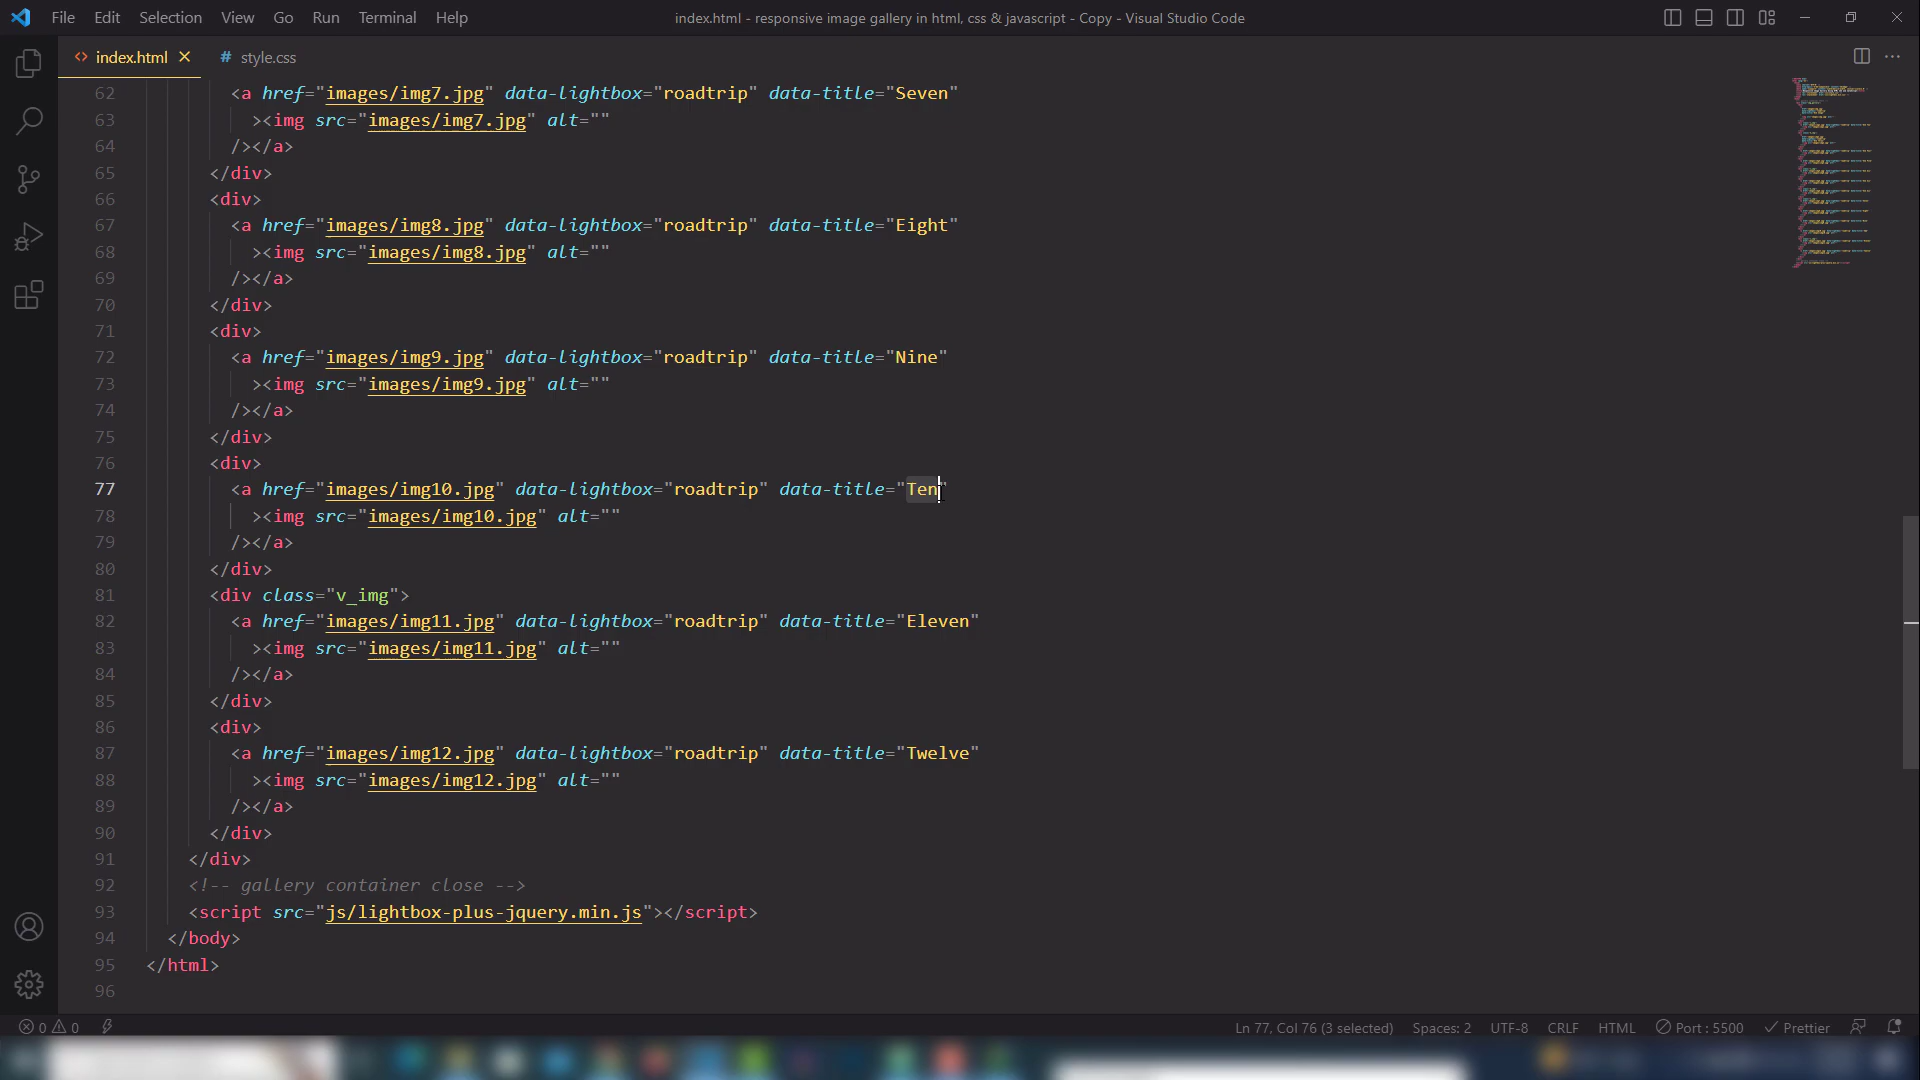 File Edit Selection View Go Run Terminal Help index.html - responsive image gallery in html, css & javascript - Copy - Visual Studio Code
index.html style.css
62 <a href="images/img7.jpg" data-lightbox="roadtrip" data-title="Seven"
63 ><img src="images/img7.jpg" alt=""
64 /></a>
65 </div>
66 <div>
67 <a href="images/img8.jpg" data-lightbox="roadtrip" data-title="Eight"
68 ><img src="images/img8.jpg" alt=""
69 /></a>
70 </div>
71 <div>
72 <a href="images/img9.jpg" data-lightbox="roadtrip" data-title="Nine"
73 ><img src="images/img9.jpg" alt=""
74 /></a>
75 </div>
76 <div>
77 <a href="images/img10.jpg" data-lightbox="roadtrip" data-title="Ten"
78 ><img src="images/img10.jpg" alt=""
79 /></a>
80 </div>
81 <div class="v_img">
82 <a href="images/img11.jpg" data-lightbox="roadtrip" data-title="Eleven"
83 ><img src="images/img11.jpg" alt=""
84 /></a>
85 </div>
86 <div>
87 <a href="images/img12.jpg" data-lightbox="roadtrip" data-title="Twelve"
88 ><img src="images/img12.jpg" alt=""
89 /></a>
90 </div>
91 </div>
92 <!-- gallery container close -->
93 <script src="js/lightbox-plus-jquery.min.js"></script>
94 </body>
95 </html>
96
0 0 Ln 77, Col 76 (3 selected) Spaces: 2 UTF-8 CRLF HTML Port : 5500 Prettier